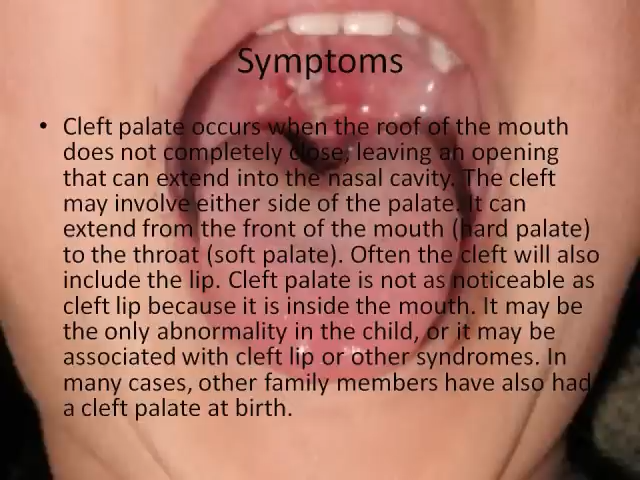 Symptoms
• Cleft palate occurs when the roof of the mouth
does not completely close, leaving an opening
that can extend into the nasal cavity. The cleft
may involve either side of the palate. It can
extend from the front of the mouth (hard palate)
to the throat (soft palate). Often the cleft will also
include the lip. Cleft palate is not as noticeable as
cleft lip because it is inside the mouth. It may be
the only abnormality in the child, or it may be
associated with cleft lip or other syndromes. In
many cases, other family members have also had
a cleft palate at birth.